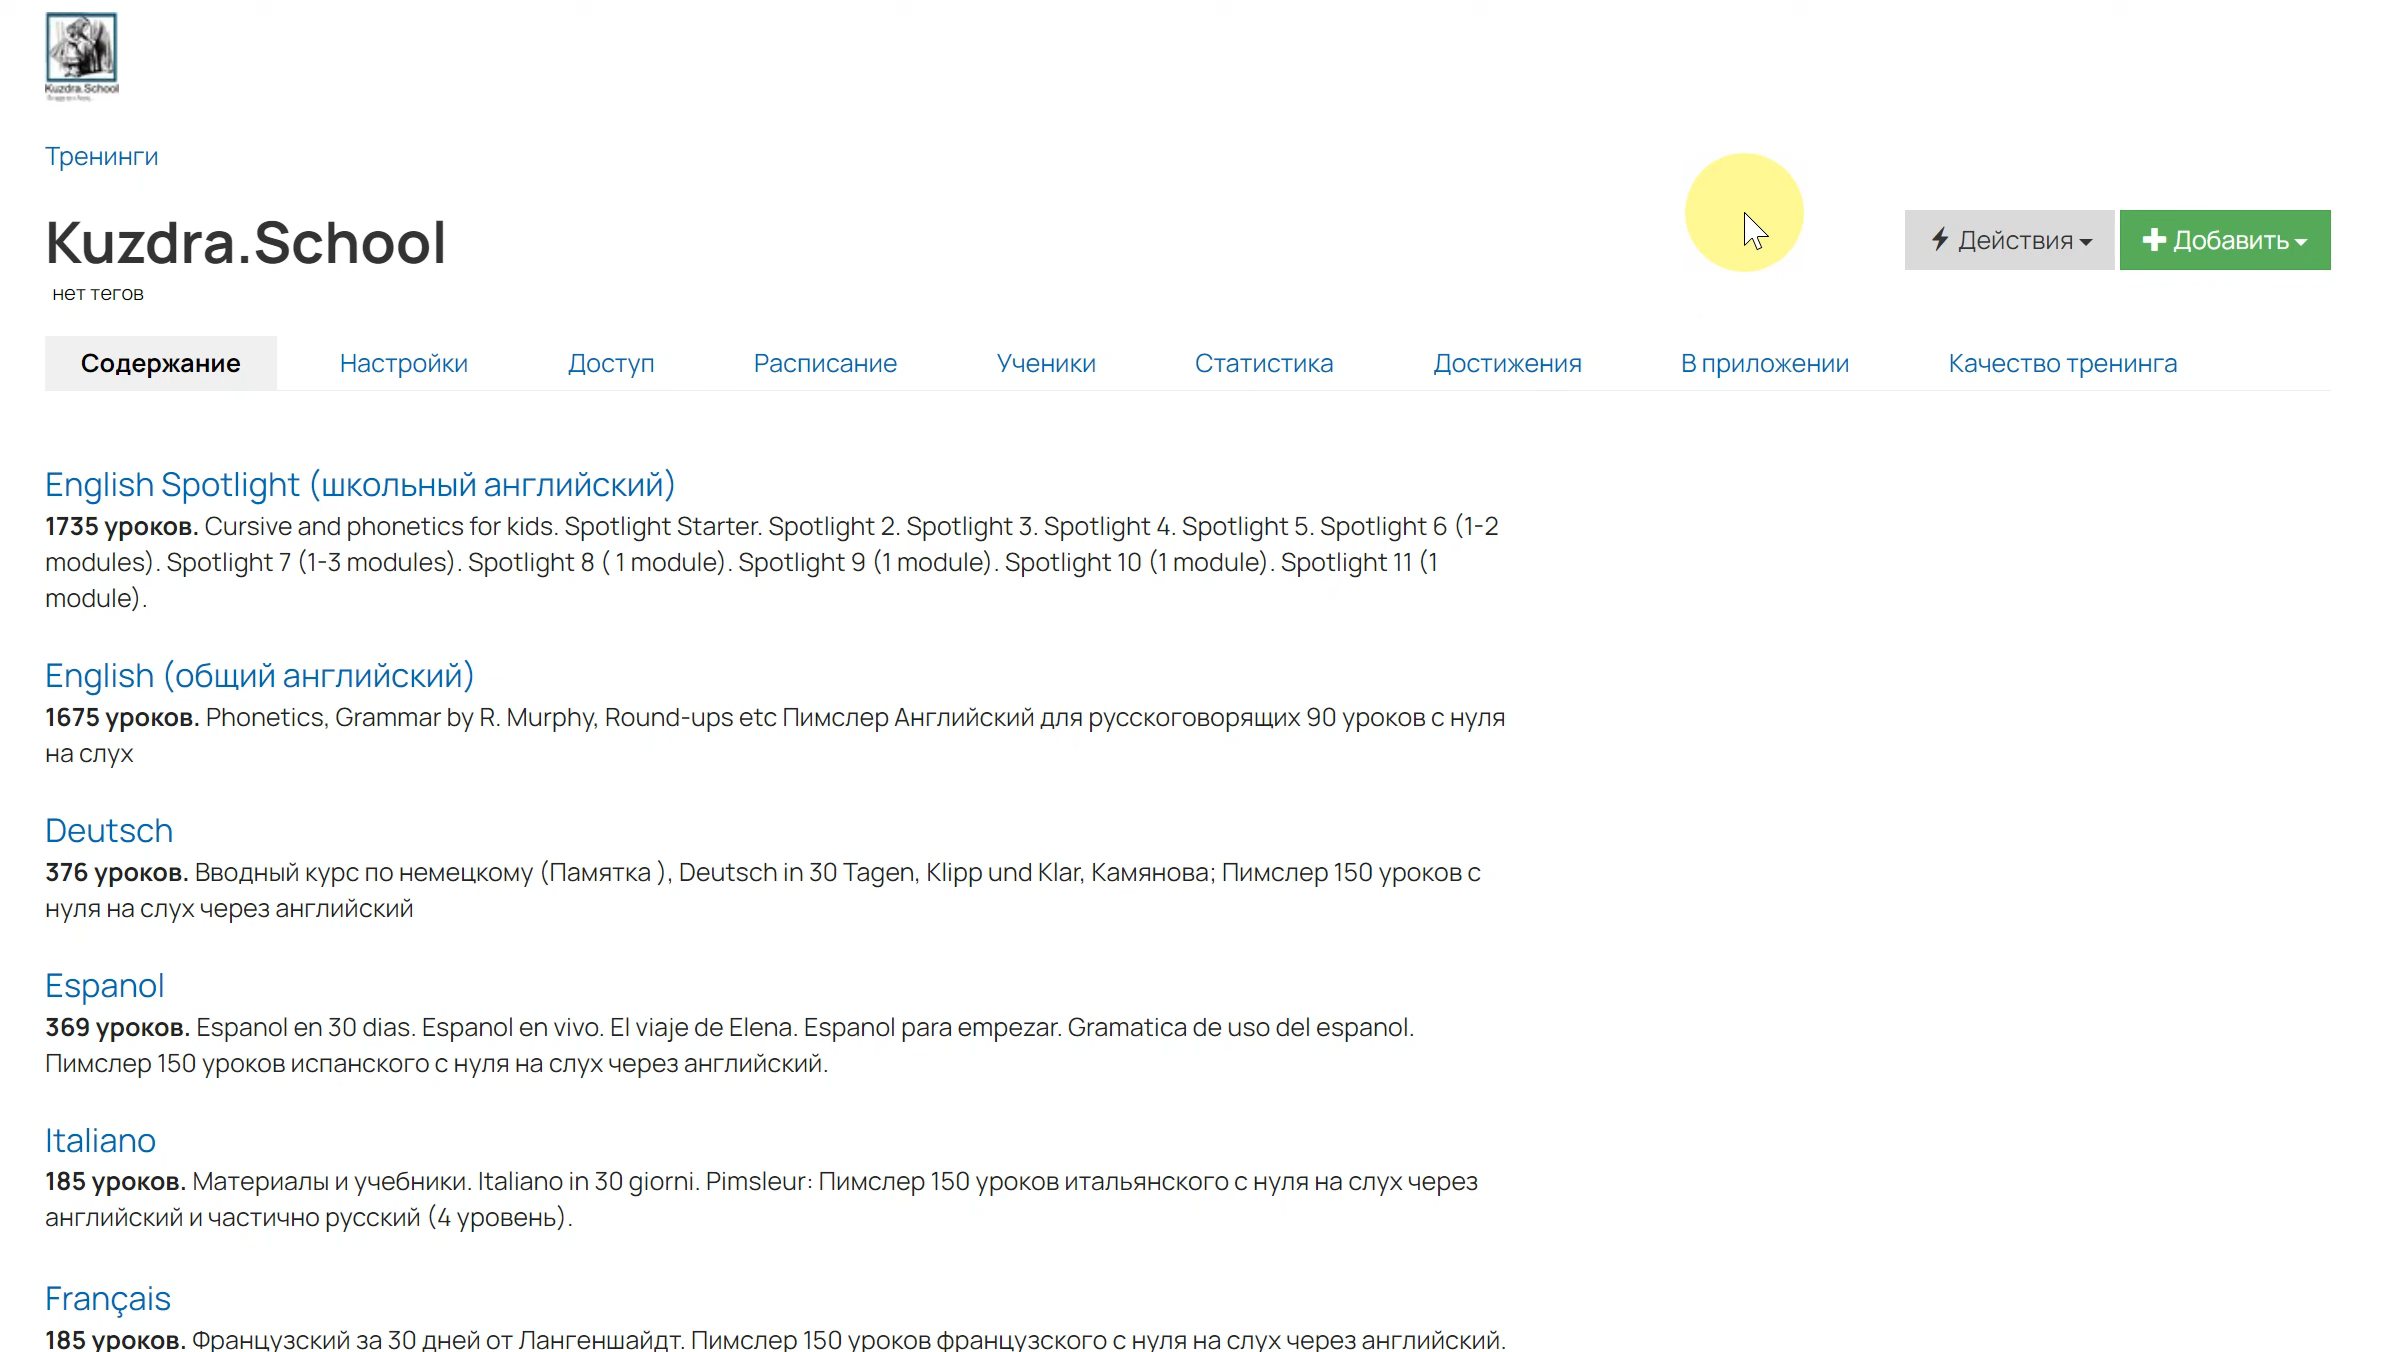 Kuzdra.School
Тренинги
Kuzdra.School
Действия
Добавить
нет тегов
Содержание
Настройки
Доступ
Расписание
Ученики
Статистика
Достижения
В приложении
Качество тренинга
English Spotlight (школьный английский)
1735 уроков. Cursive and phonetics for kids. Spotlight Starter. Spotlight 2. Spotlight 3. Spotlight 4. Spotlight 5. Spotlight 6 (1-2
modules). Spotlight 7 (1-3 modules). Spotlight 8 ( 1 module). Spotlight 9 (1 module). Spotlight 10 (1 module). Spotlight 11 (1
module).
English (общий английский)
1675 уроков. Phonetics, Grammar by R. Murphy, Round-ups etc Пимслер Английский для русскоговорящих 90 уроков с нуля
на слух
Deutsch
376 уроков. Вводный курс по немецкому (Памятка ), Deutsch in 30 Tagen, Klipp und Klar, Камянова; Пимслер 150 уроков с
нуля на слух через английский
Espanol
369 уроков. Espanol en 30 dias. Espanol en vivo. El viaje de Elena. Espanol para empezar. Gramatica de uso del espanol.
Пимслер 150 уроков испанского с нуля на слух через английский.
Italiano
185 уроков. Материалы и учебники. Italiano in 30 giorni. Pimsleur: Пимслер 150 уроков итальянского с нуля на слух через
английский и частично русский (4 уровень).
Français
185 уроков. Французский за 30 дней от Лангеншайдт. Пимслер 150 уроков французского с нуля на слух через английский.